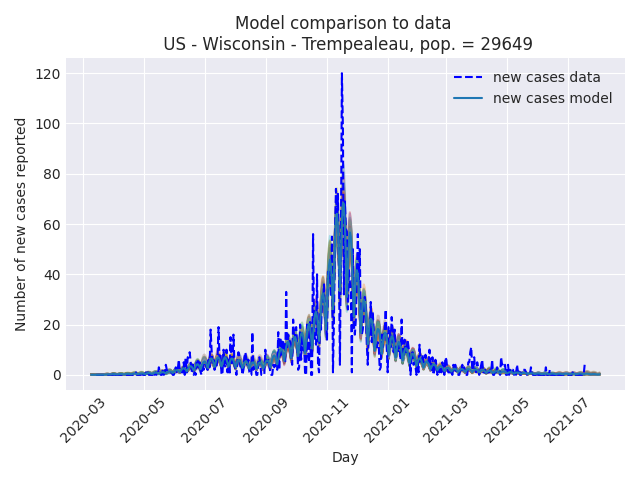 Model comparison to data
US - Wisconsin - Trempealeau, pop. = 29649
new cases data
new cases model
Number of new cases reported
120
100
80
60
40
20
0
2020-03
2020-05
2020-07
2020-09
2020-11
2021-01
2021-03
2021-05
2021-07
Day